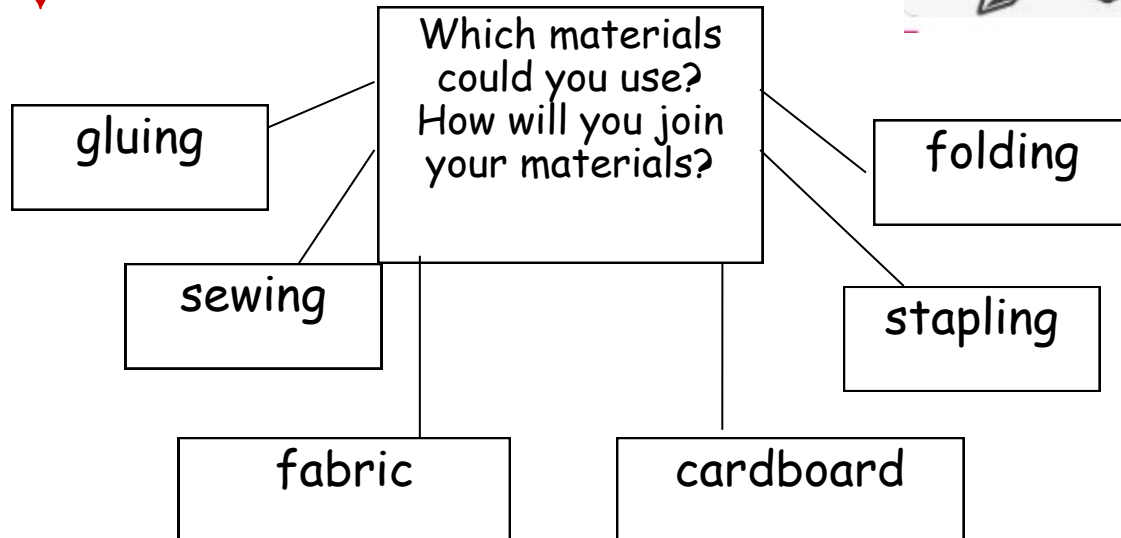 Which materials
could you use?
How will you join
your materials?
gluing
folding
sewing
stapling
fabric
cardboard